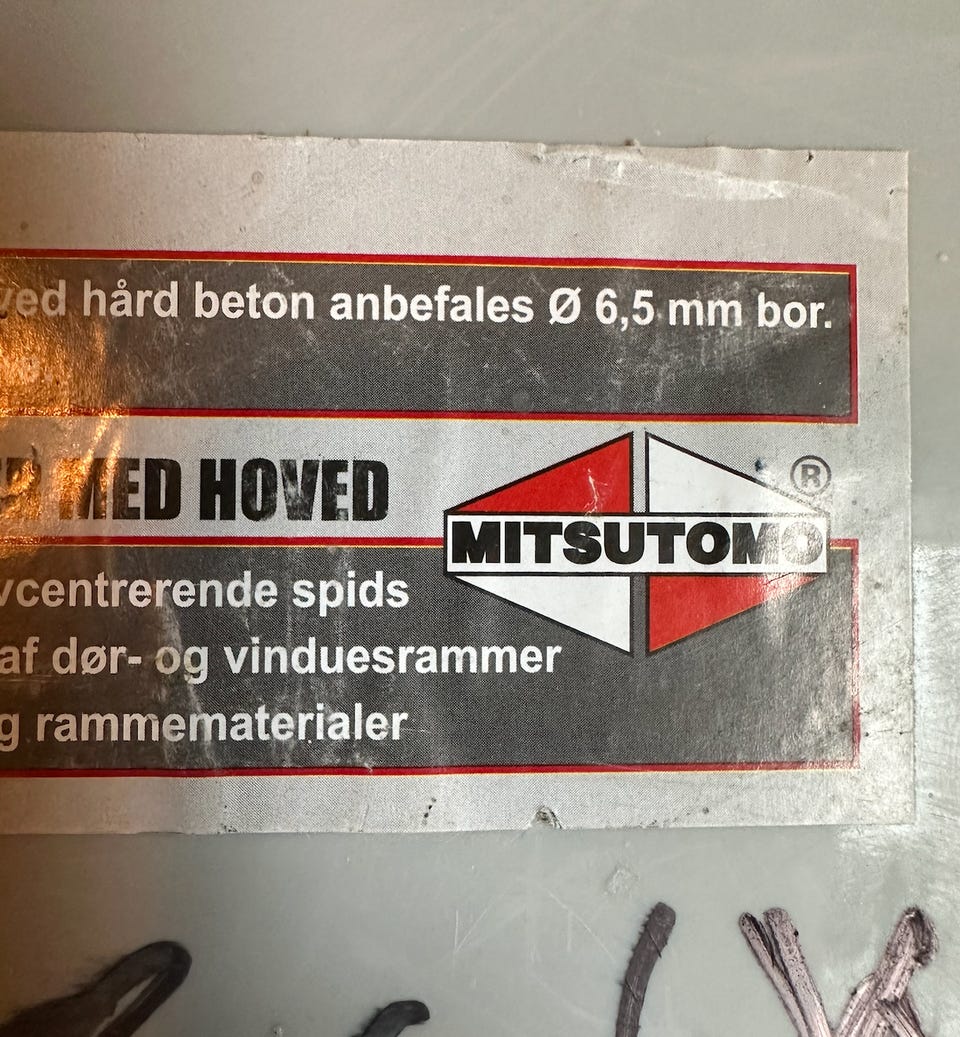 ved hård beton anbefales Ø 6,5 mm bor.
MED HOVED
®
MITSUTOMO
vcentrerende spids
af dør- og vinduesrammer
g rammematerialer